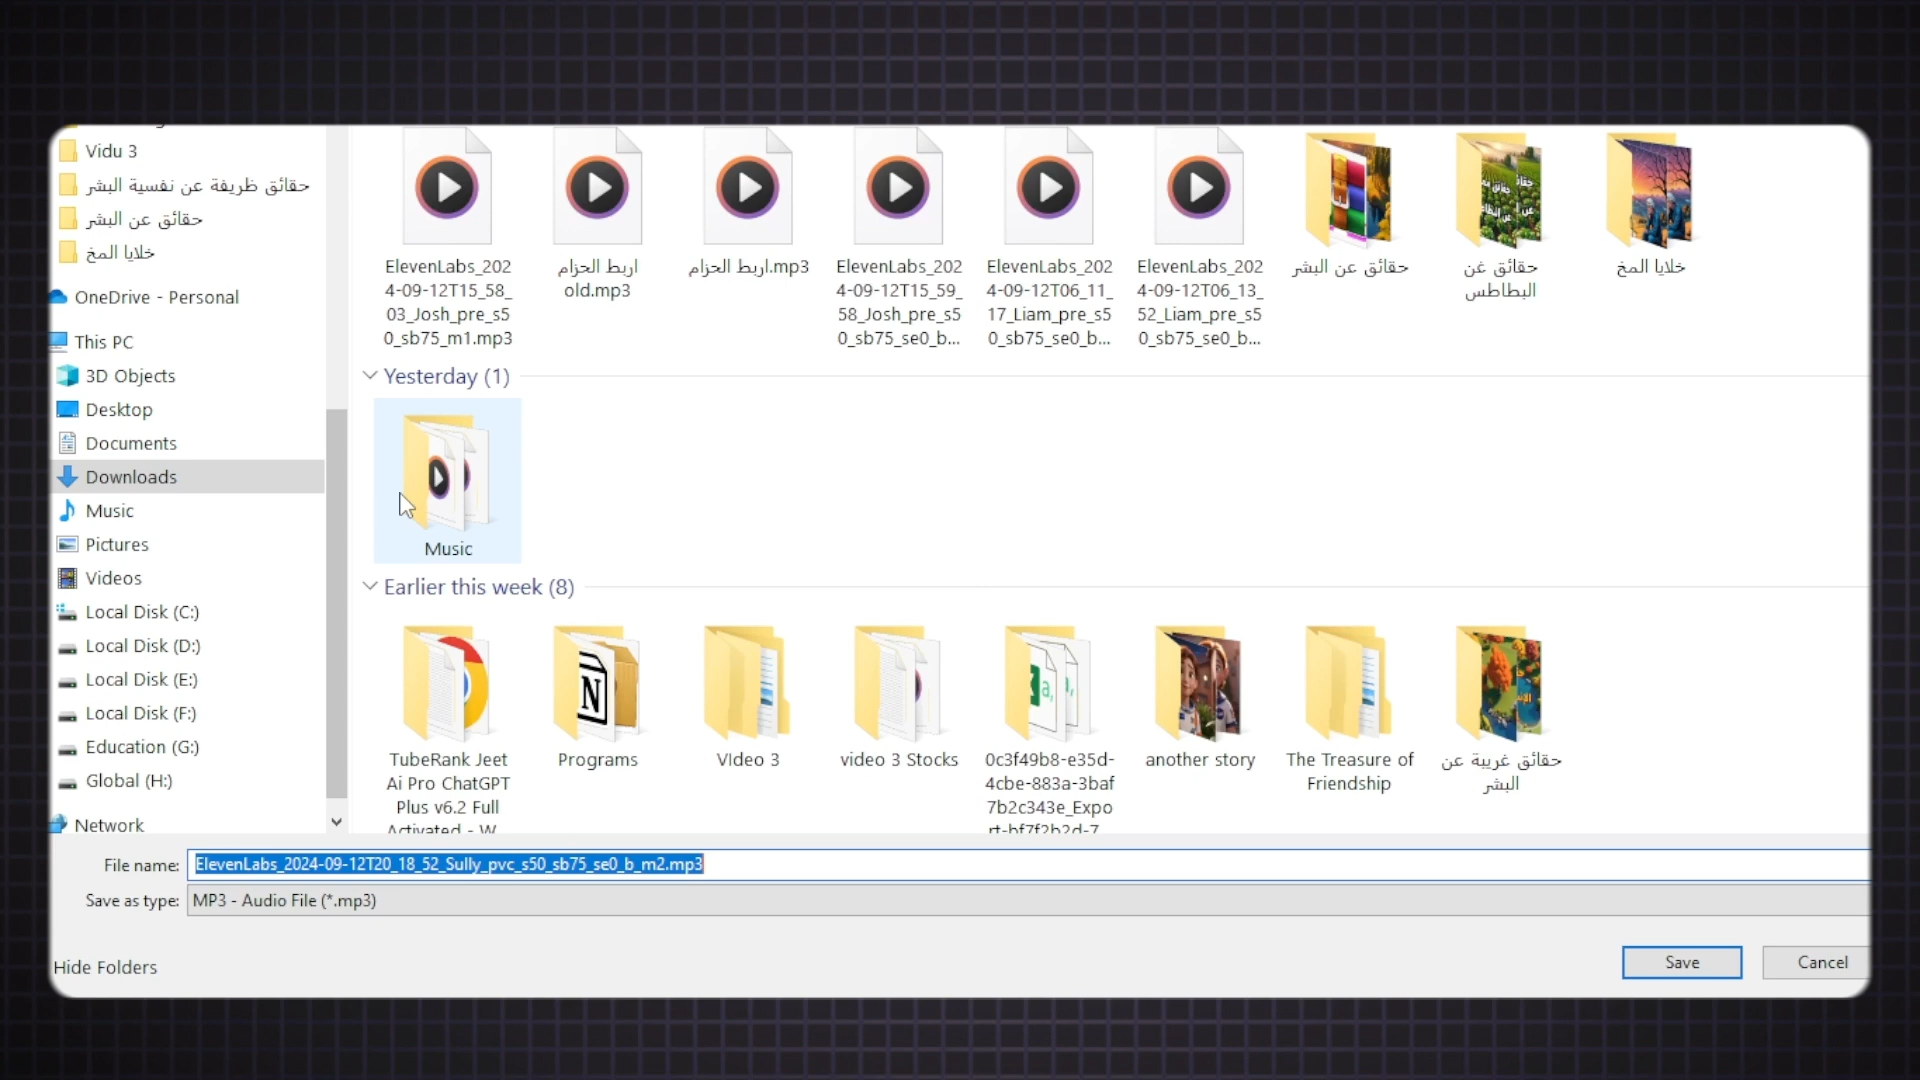 Vidu 3
حقائق ظريفة عن نفسية البشر
حقائق عن البشر
خلايا المخ
OneDrive - Personal
This PC
3D Objects
Desktop
Documents
Downloads
Music
Pictures
Videos
Local Disk (C:)
Local Disk (D:)
Local Disk (E:)
Local Disk (F:)
Education (G:)
Global (H:)
Network
ElevenLabs_202
4-09-12T15_58_
03_Josh_pre_s5
0_sb75_m1.mp3
اربط الحزام
old.mp3
اربط الحزام.mp3
ElevenLabs_202
4-09-12T15_59_
58_Josh_pre_s5
0_sb75_se0_b...
ElevenLabs_202
4-09-12T06_11_
17_Liam_pre_s5
0_sb75_se0_b...
ElevenLabs_202
4-09-12T06_13_
52_Liam_pre_s5
0_sb75_se0_b...
حقائق عن البشر
حقائق غن
البطاطس
خلايا المخ
Yesterday (1)
Music
Earlier this week (8)
TubeRank Jeet
Ai Pro ChatGPT
Plus v6.2 Full
Activated - W...
Programs
VIdeo 3
video 3 Stocks
0c3f49b8-e35d-
4cbe-883a-3baf
7b2c343e_Expo
rt-bf7f2b2d-7...
another story
The Treasure of
Friendship
حقائق غريبة عن
البشر
File name: ElevenLabs_2024-09-12T20_18_52_Sully_pvc_s50_sb75_se0_b_m2.mp3
Save as type: MP3 - Audio File (*.mp3)
Hide Folders
Save
Cancel